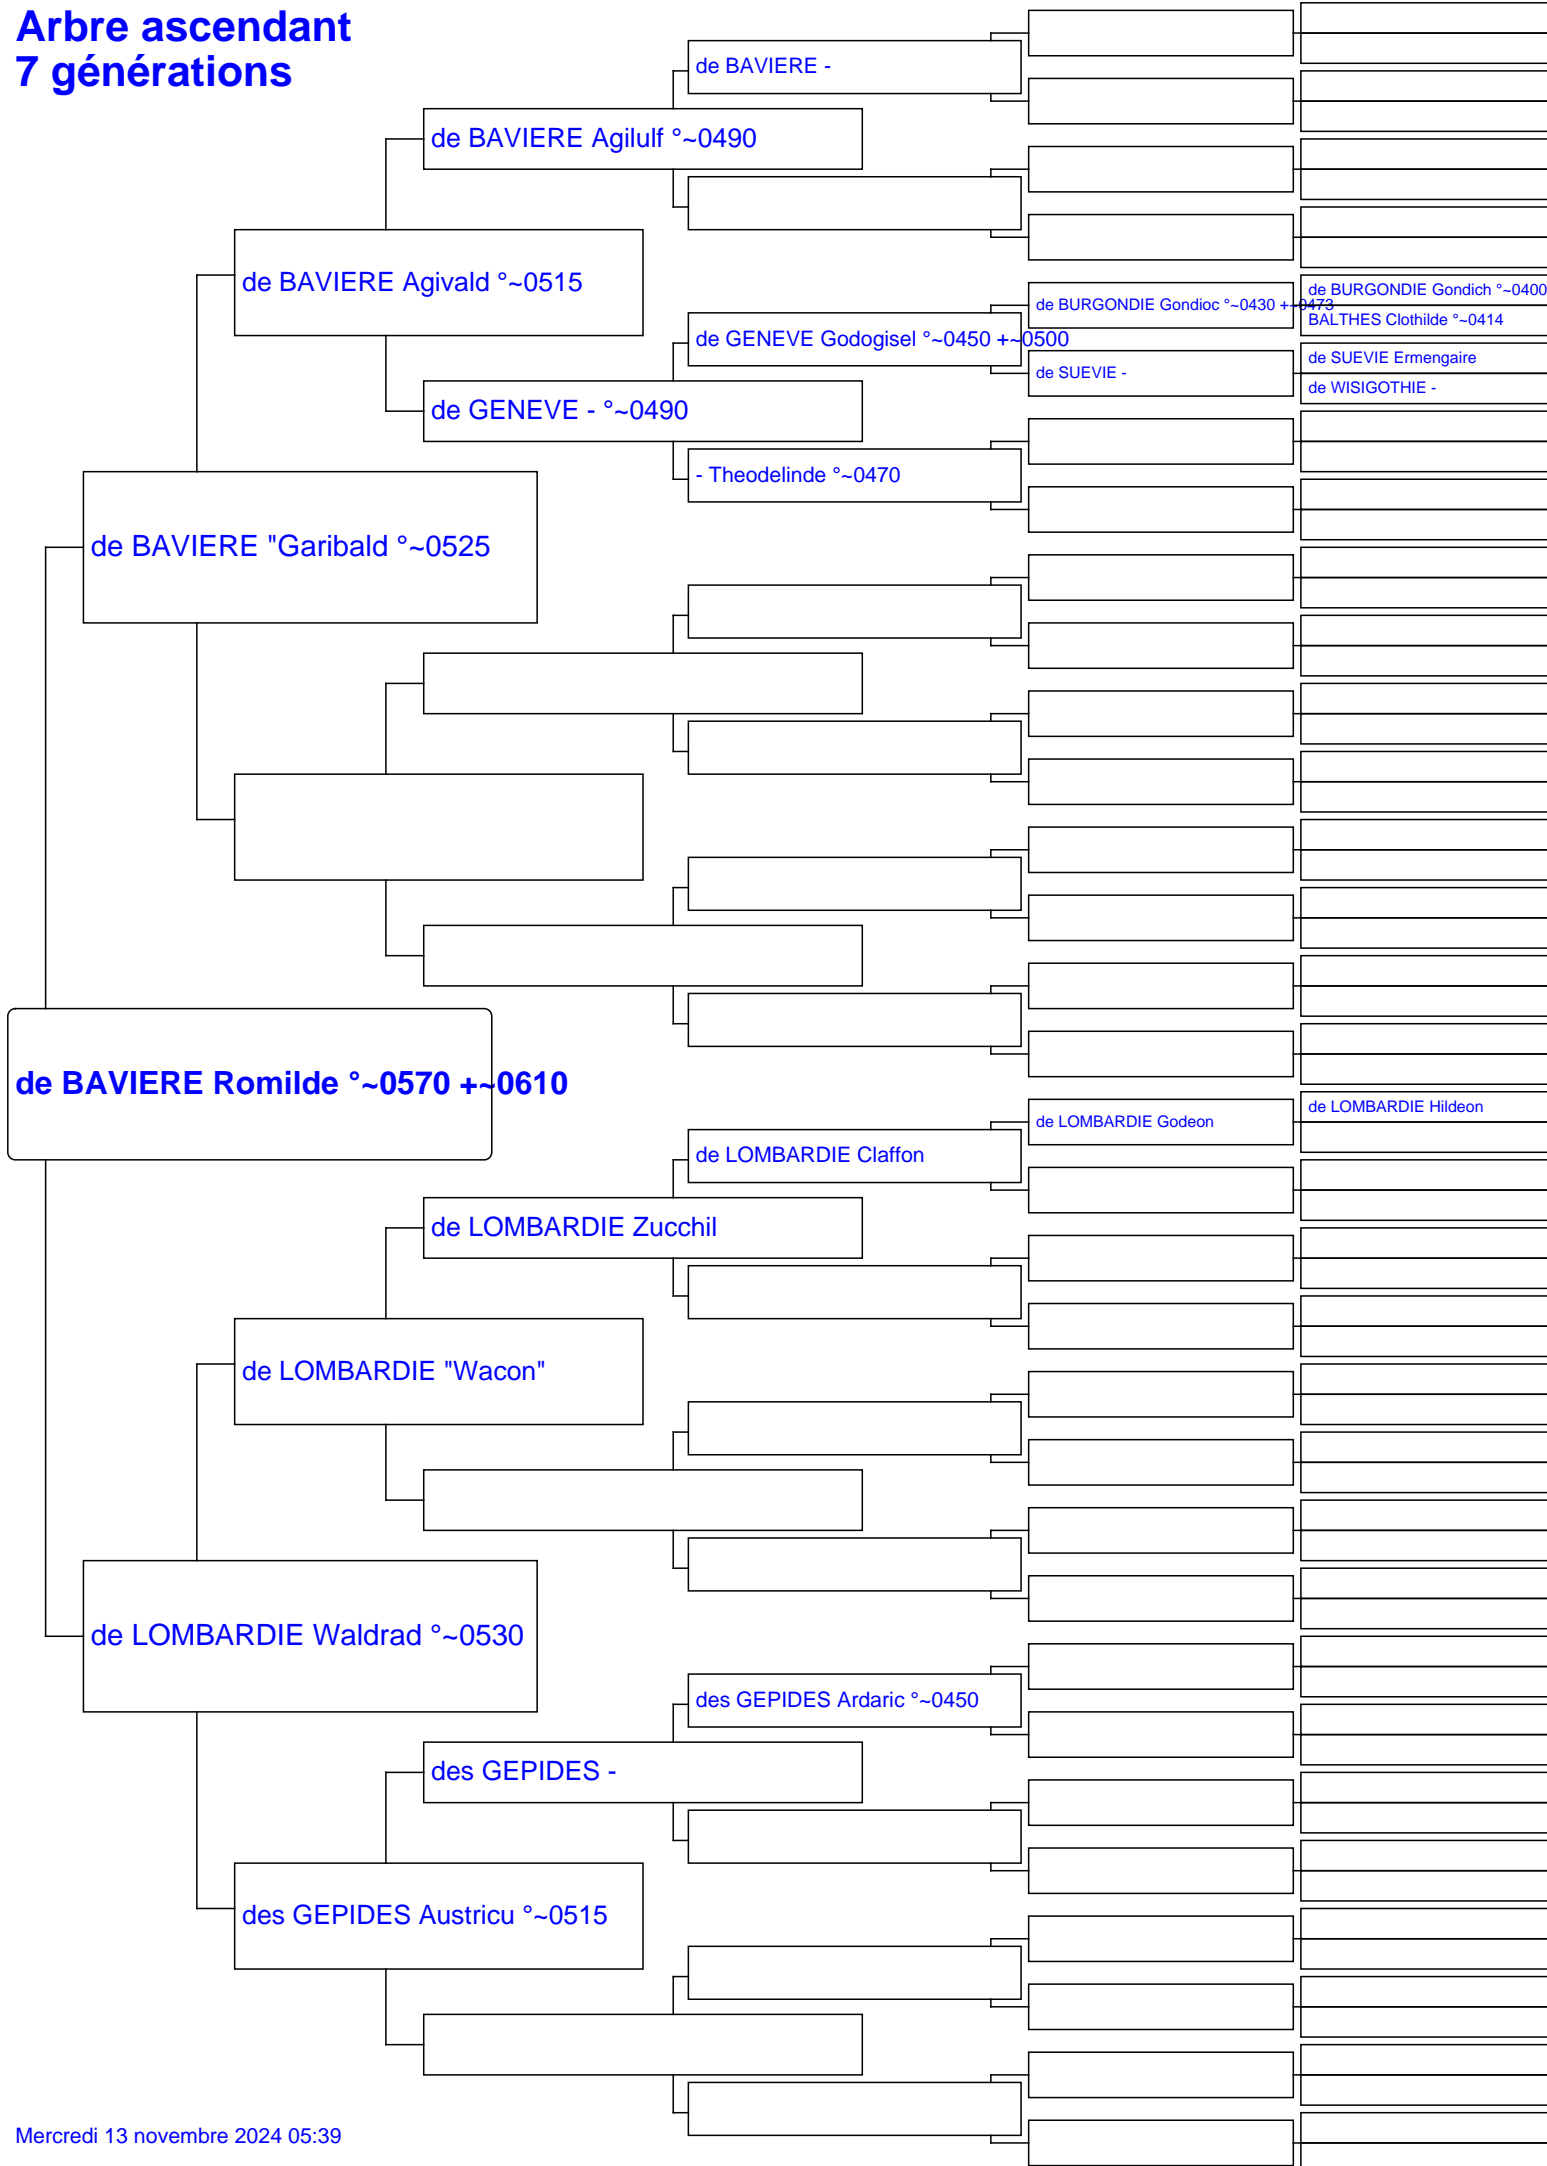 Arbre ascendant
7 générations
de BAVIERE -
de BAVIERE Agilulf °~0490
de BAVIERE Agivald °~0515
de BURGONDIE Gondich °~0400
de BURGONDIE Gondioc °~0430 +~0473
BALTHES Clothilde °~0414
de GENEVE Godogisel °~0450 +~0500
de SUEVIE Ermengaire
de SUEVIE -
de WISIGOTHIE -
de GENEVE - °~0490
- Theodelinde °~0470
de BAVIERE "Garibald °~0525
de BAVIERE Romilde °~0570 +~0610
de LOMBARDIE Hildeon
de LOMBARDIE Godeon
de LOMBARDIE Claffon
de LOMBARDIE Zucchil
de LOMBARDIE "Wacon"
de LOMBARDIE Waldrad °~0530
des GEPIDES Ardaric °~0450
des GEPIDES -
des GEPIDES Austricu °~0515
Mercredi 13 novembre 2024 05:39